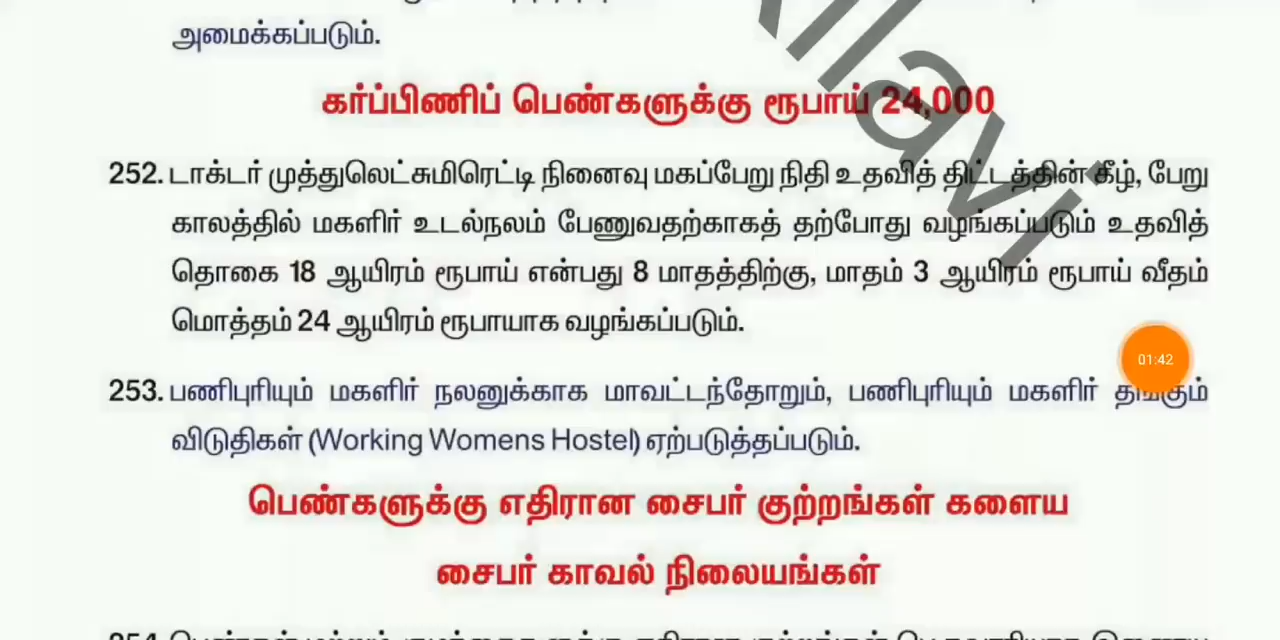 அமைக்கப்படும்.
கர்ப்பிணிப் பெண்களுக்கு ரூபாய் 24,000
252. டாக்டர் முத்துலெட்சுமிரெட்டி நினைவு மகப்பேறு நிதி உதவித் திட்டத்தின் கீழ், பேறு
காலத்தில் மகளிர் உடல்நலம் பேணுவதற்காகத் தற்போது வழங்கப்படும் உதவித்
தொகை 18 ஆயிரம் ரூபாய் என்பது 8 மாதத்திற்கு, மாதம் 3 ஆயிரம் ரூபாய் வீதம்
மொத்தம் 24 ஆயிரம் ரூபாயாக வழங்கப்படும்.
01:42
253. பணிபுரியும் மகளிர் நலனுக்காக மாவட்டந்தோறும், பணிபுரியும் மகளிர் தங்கும்
விடுதிகள் (Working Womens Hostel) ஏற்படுத்தப்படும்.
பெண்களுக்கு எதிரான சைபர் குற்றங்கள் களைய
சைபர் காவல் நிலையங்கள்